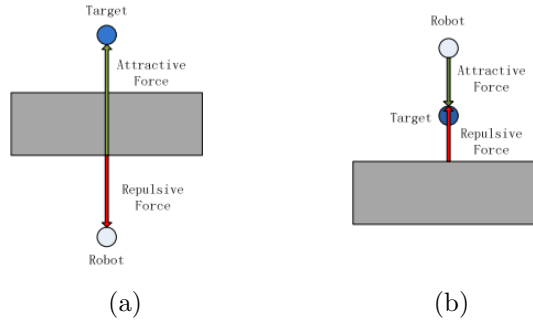 Target
Attractive
Force
Repulsive
Force
Robot
(a)
Robot
Attractive
Force
Target
Repulsive
Force
(b)